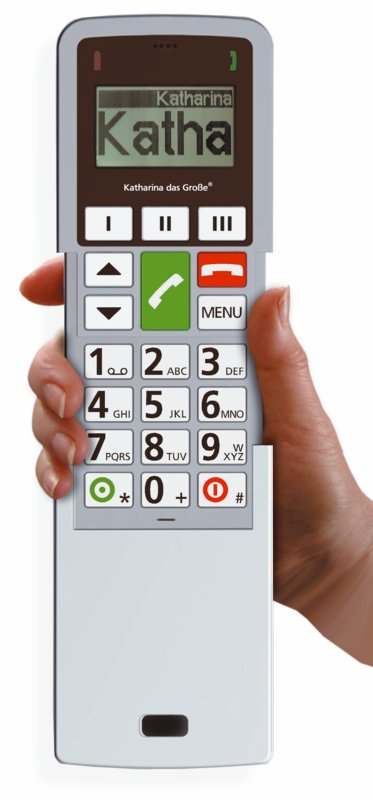 Katharina
Katha
Katharina das Große®
I II III
MENU
1 2 ABC 3 DEF
4 GHI 5 JKL 6 MNO
7 PQRS 8 TUV 9 WXYZ
* 0 + #